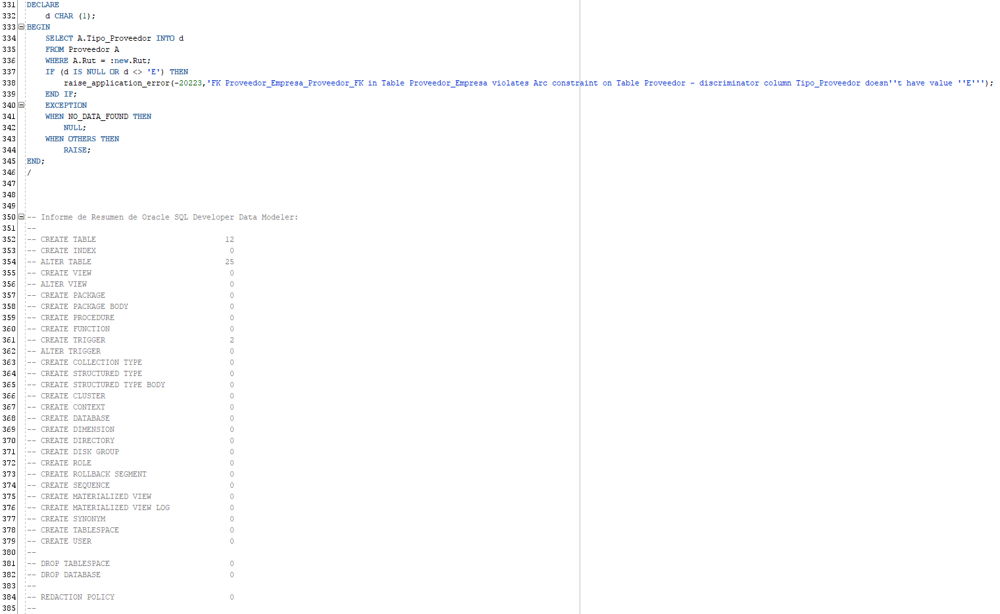 331 DECLARE
332     d CHAR (1);
333 BEGIN
334     SELECT A.Tipo_Proveedor INTO d
335     FROM Proveedor A
336     WHERE A.Rut = :new.Rut;
337     IF (d IS NULL OR d <> 'E') THEN
338         raise_application_error(-20223,'FK Proveedor_Empresa_Proveedor_FK in Table Proveedor_Empresa violates Arc constraint on Table Proveedor - discriminator column Tipo_Proveedor doesn''t have value ''E''');
339     END IF;
340     EXCEPTION
341     WHEN NO_DATA_FOUND THEN
342         NULL;
343     WHEN OTHERS THEN
344         RAISE;
345 END;
346 /
347
348
349
350 -- Informe de Resumen de Oracle SQL Developer Data Modeler:
351 --
352 -- CREATE TABLE                            12
353 -- CREATE INDEX                             0
354 -- ALTER TABLE                             25
355 -- CREATE VIEW                              0
356 -- ALTER VIEW                               0
357 -- CREATE PACKAGE                           0
358 -- CREATE PACKAGE BODY                      0
359 -- CREATE PROCEDURE                         0
360 -- CREATE FUNCTION                          0
361 -- CREATE TRIGGER                           2
362 -- ALTER TRIGGER                            0
363 -- CREATE COLLECTION TYPE                   0
364 -- CREATE STRUCTURED TYPE                   0
365 -- CREATE STRUCTURED TYPE BODY              0
366 -- CREATE CLUSTER                           0
367 -- CREATE CONTEXT                           0
368 -- CREATE DATABASE                          0
369 -- CREATE DIMENSION                         0
370 -- CREATE DIRECTORY                         0
371 -- CREATE DISK GROUP                        0
372 -- CREATE ROLE                              0
373 -- CREATE ROLLBACK SEGMENT                  0
374 -- CREATE SEQUENCE                          0
375 -- CREATE MATERIALIZED VIEW                 0
376 -- CREATE MATERIALIZED VIEW LOG             0
377 -- CREATE SYNONYM                           0
378 -- CREATE TABLESPACE                        0
379 -- CREATE USER                              0
380 --
381 -- DROP TABLESPACE                          0
382 -- DROP DATABASE                            0
383 --
384 -- REDACTION POLICY                         0
385 --